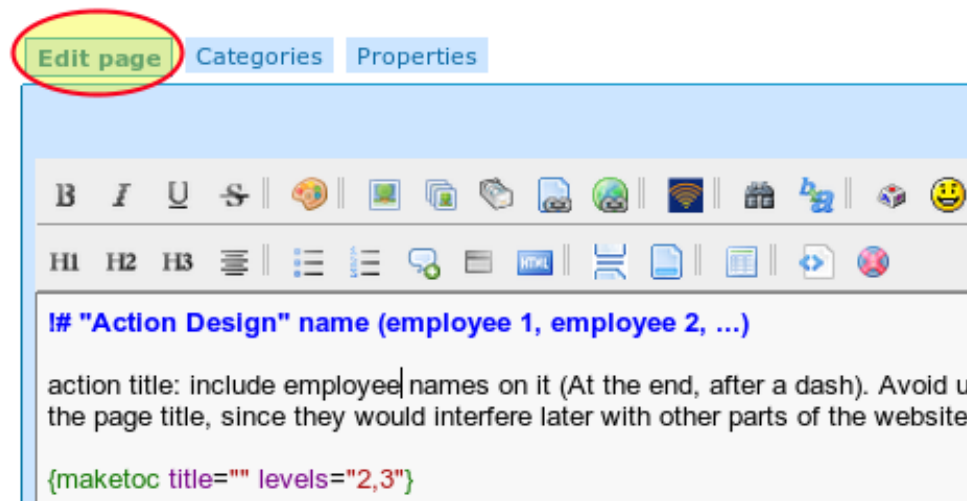 Edit page Categories Properties
B I U S
H1 H2 H3 HTML
!# "Action Design" name (employee 1, employee 2, ...)
action title: include employee names on it (At the end, after a dash). Avoid u
the page title, since they would interfere later with other parts of the website
{maketoc title="" levels="2,3"}